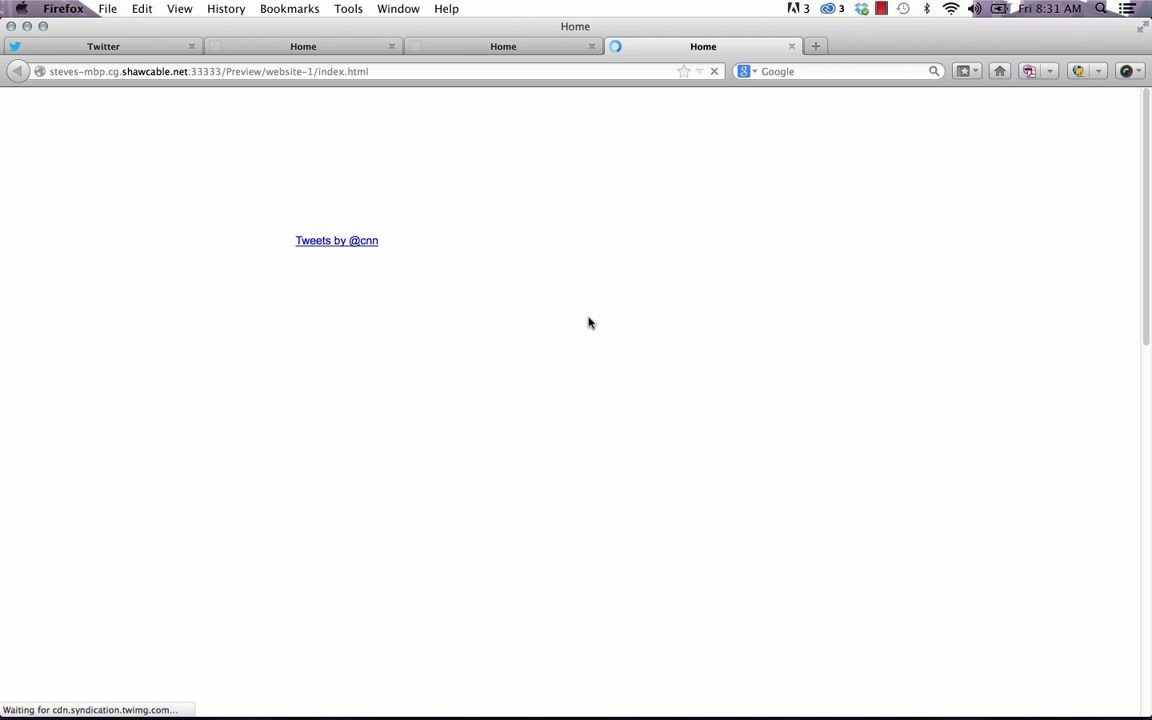 Firefox File Edit View History Bookmarks Tools Window Help 3 3 Fri 8:31 AM
Home
Twitter Home Home Home
steves-mbp.cg.shawcable.net:33333/Preview/website-1/index.html Google
Tweets by @cnn
Waiting for cdn.syndication.twimg.com...